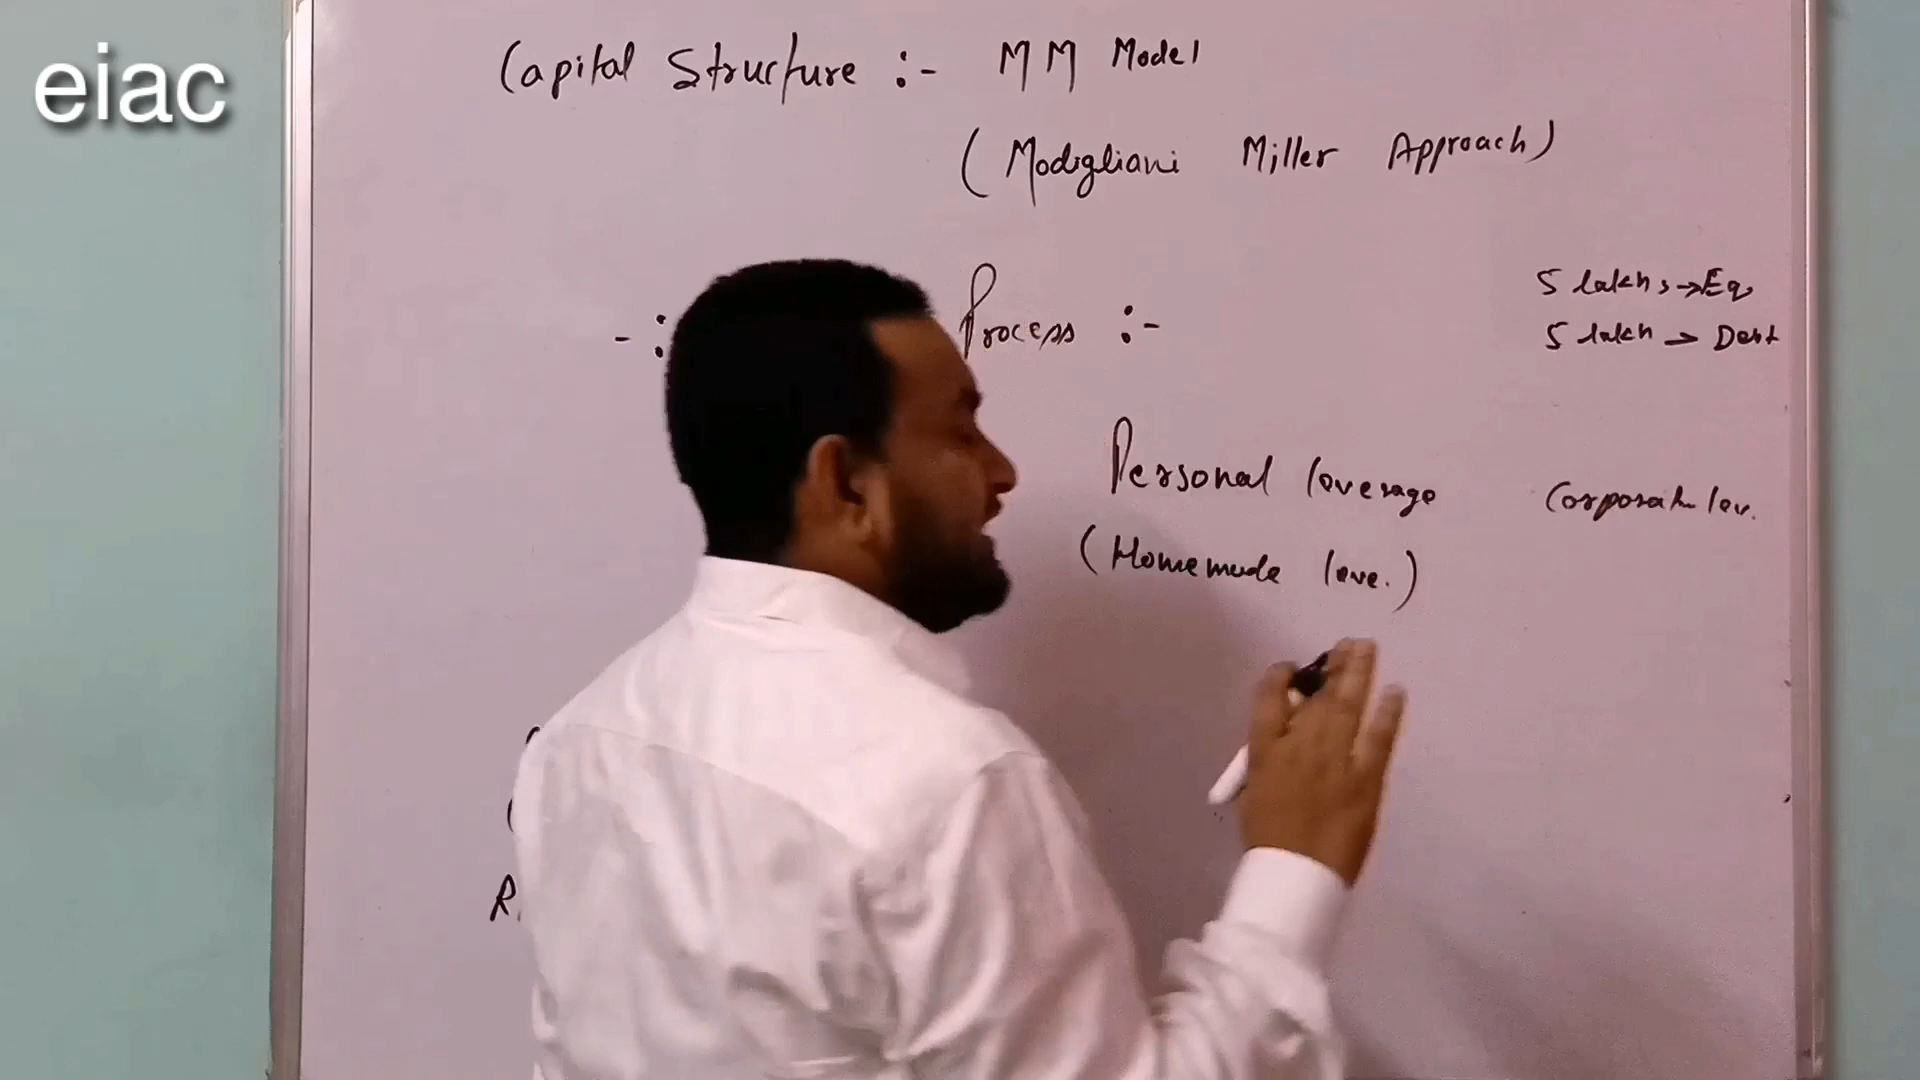 eiac
Capital Structure :- MM Model
(Modigliani Miller Approach)
5 lakhs → Eq
5 lakh → Debt
- : Process :-
Personal leverage Corporate lev.
(Homemade leve.)
R